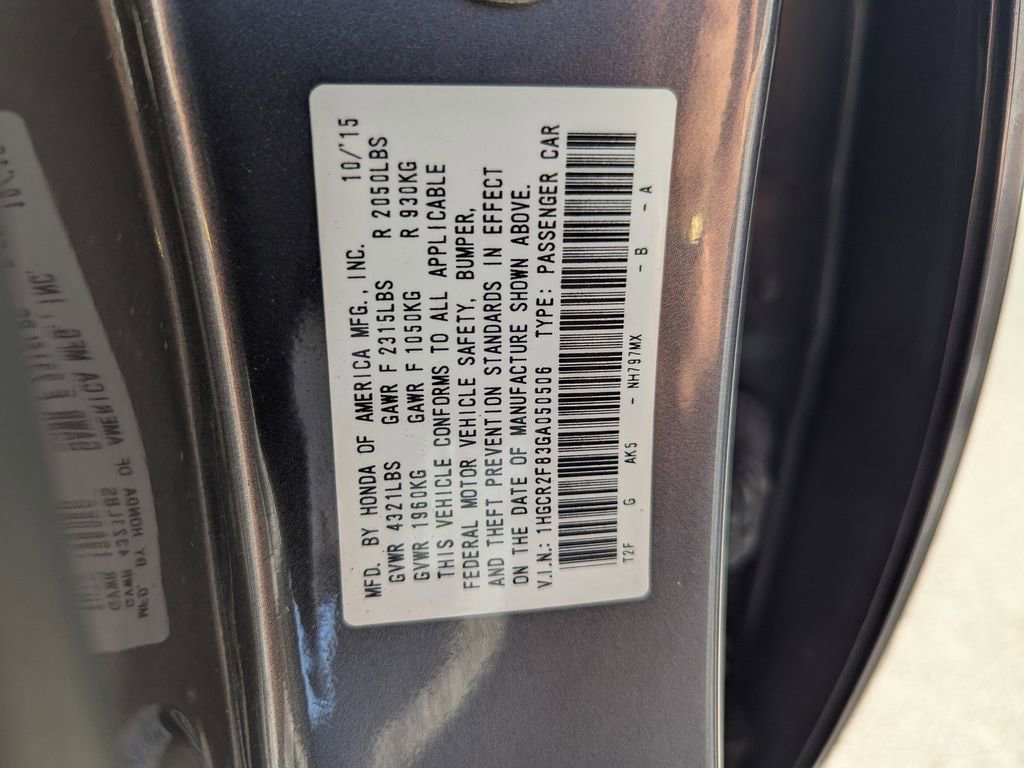 MFD. BY HONDA OF AMERICA MFG., INC. 10/'15
GVWR 4321LBS GAWR F 2315LBS R 2050LBS
GVWR 1960KG GAWR F 1050KG R 930KG
THIS VEHICLE CONFORMS TO ALL APPLICABLE
FEDERAL MOTOR VEHICLE SAFETY, BUMPER,
AND THEFT PREVENTION STANDARDS IN EFFECT
ON THE DATE OF MANUFACTURE SHOWN ABOVE.
V.I.N.: 1HGCR2F83GA050506 TYPE: PASSENGER CAR
T2F G AK5 - NH797MX - B - A